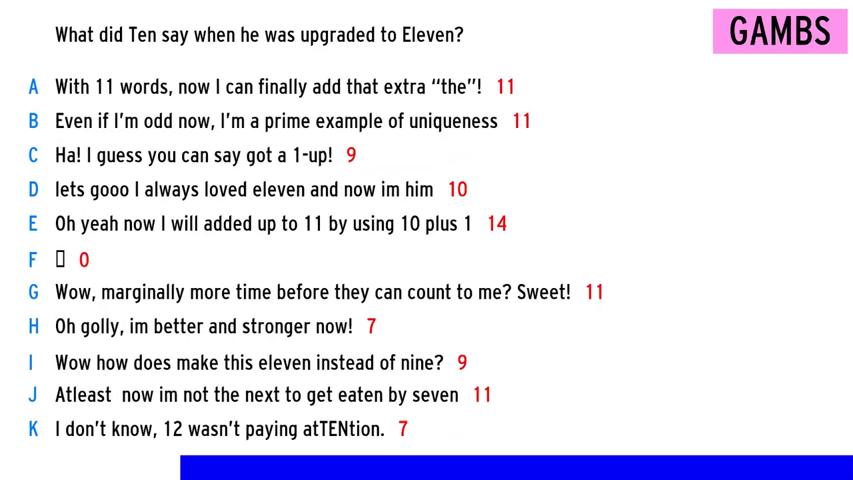 What did Ten say when he was upgraded to Eleven?
GAMBS
A With 11 words, now I can finally add that extra “the”! 11
B Even if I’m odd now, I’m a prime example of uniqueness 11
C Ha! I guess you can say got a 1-up! 9
D lets gooo I always loved eleven and now im him 10
E Oh yeah now I will added up to 11 by using 10 plus 1 14
F ▯ 0
G Wow, marginally more time before they can count to me? Sweet! 11
H Oh golly, im better and stronger now! 7
I Wow how does make this eleven instead of nine? 9
J Atleast  now im not the next to get eaten by seven 11
K I don’t know, 12 wasn’t paying atTENtion. 7